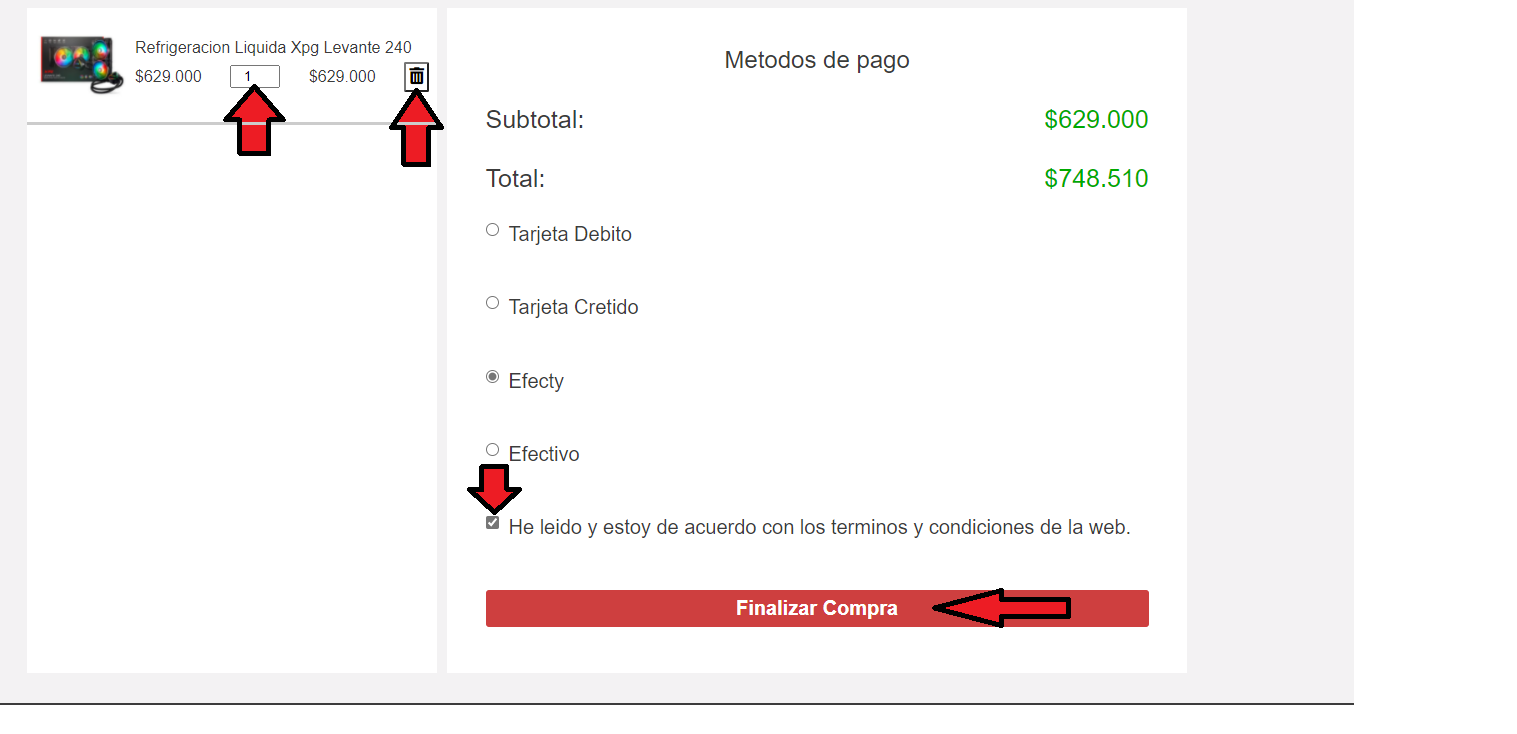 Refrigeracion Liquida Xpg Levante 240
$629.000 1 $629.000
Metodos de pago
Subtotal: $629.000
Total: $748.510
Tarjeta Debito
Tarjeta Cretido
Efecty
Efectivo
He leido y estoy de acuerdo con los terminos y condiciones de la web.
Finalizar Compra